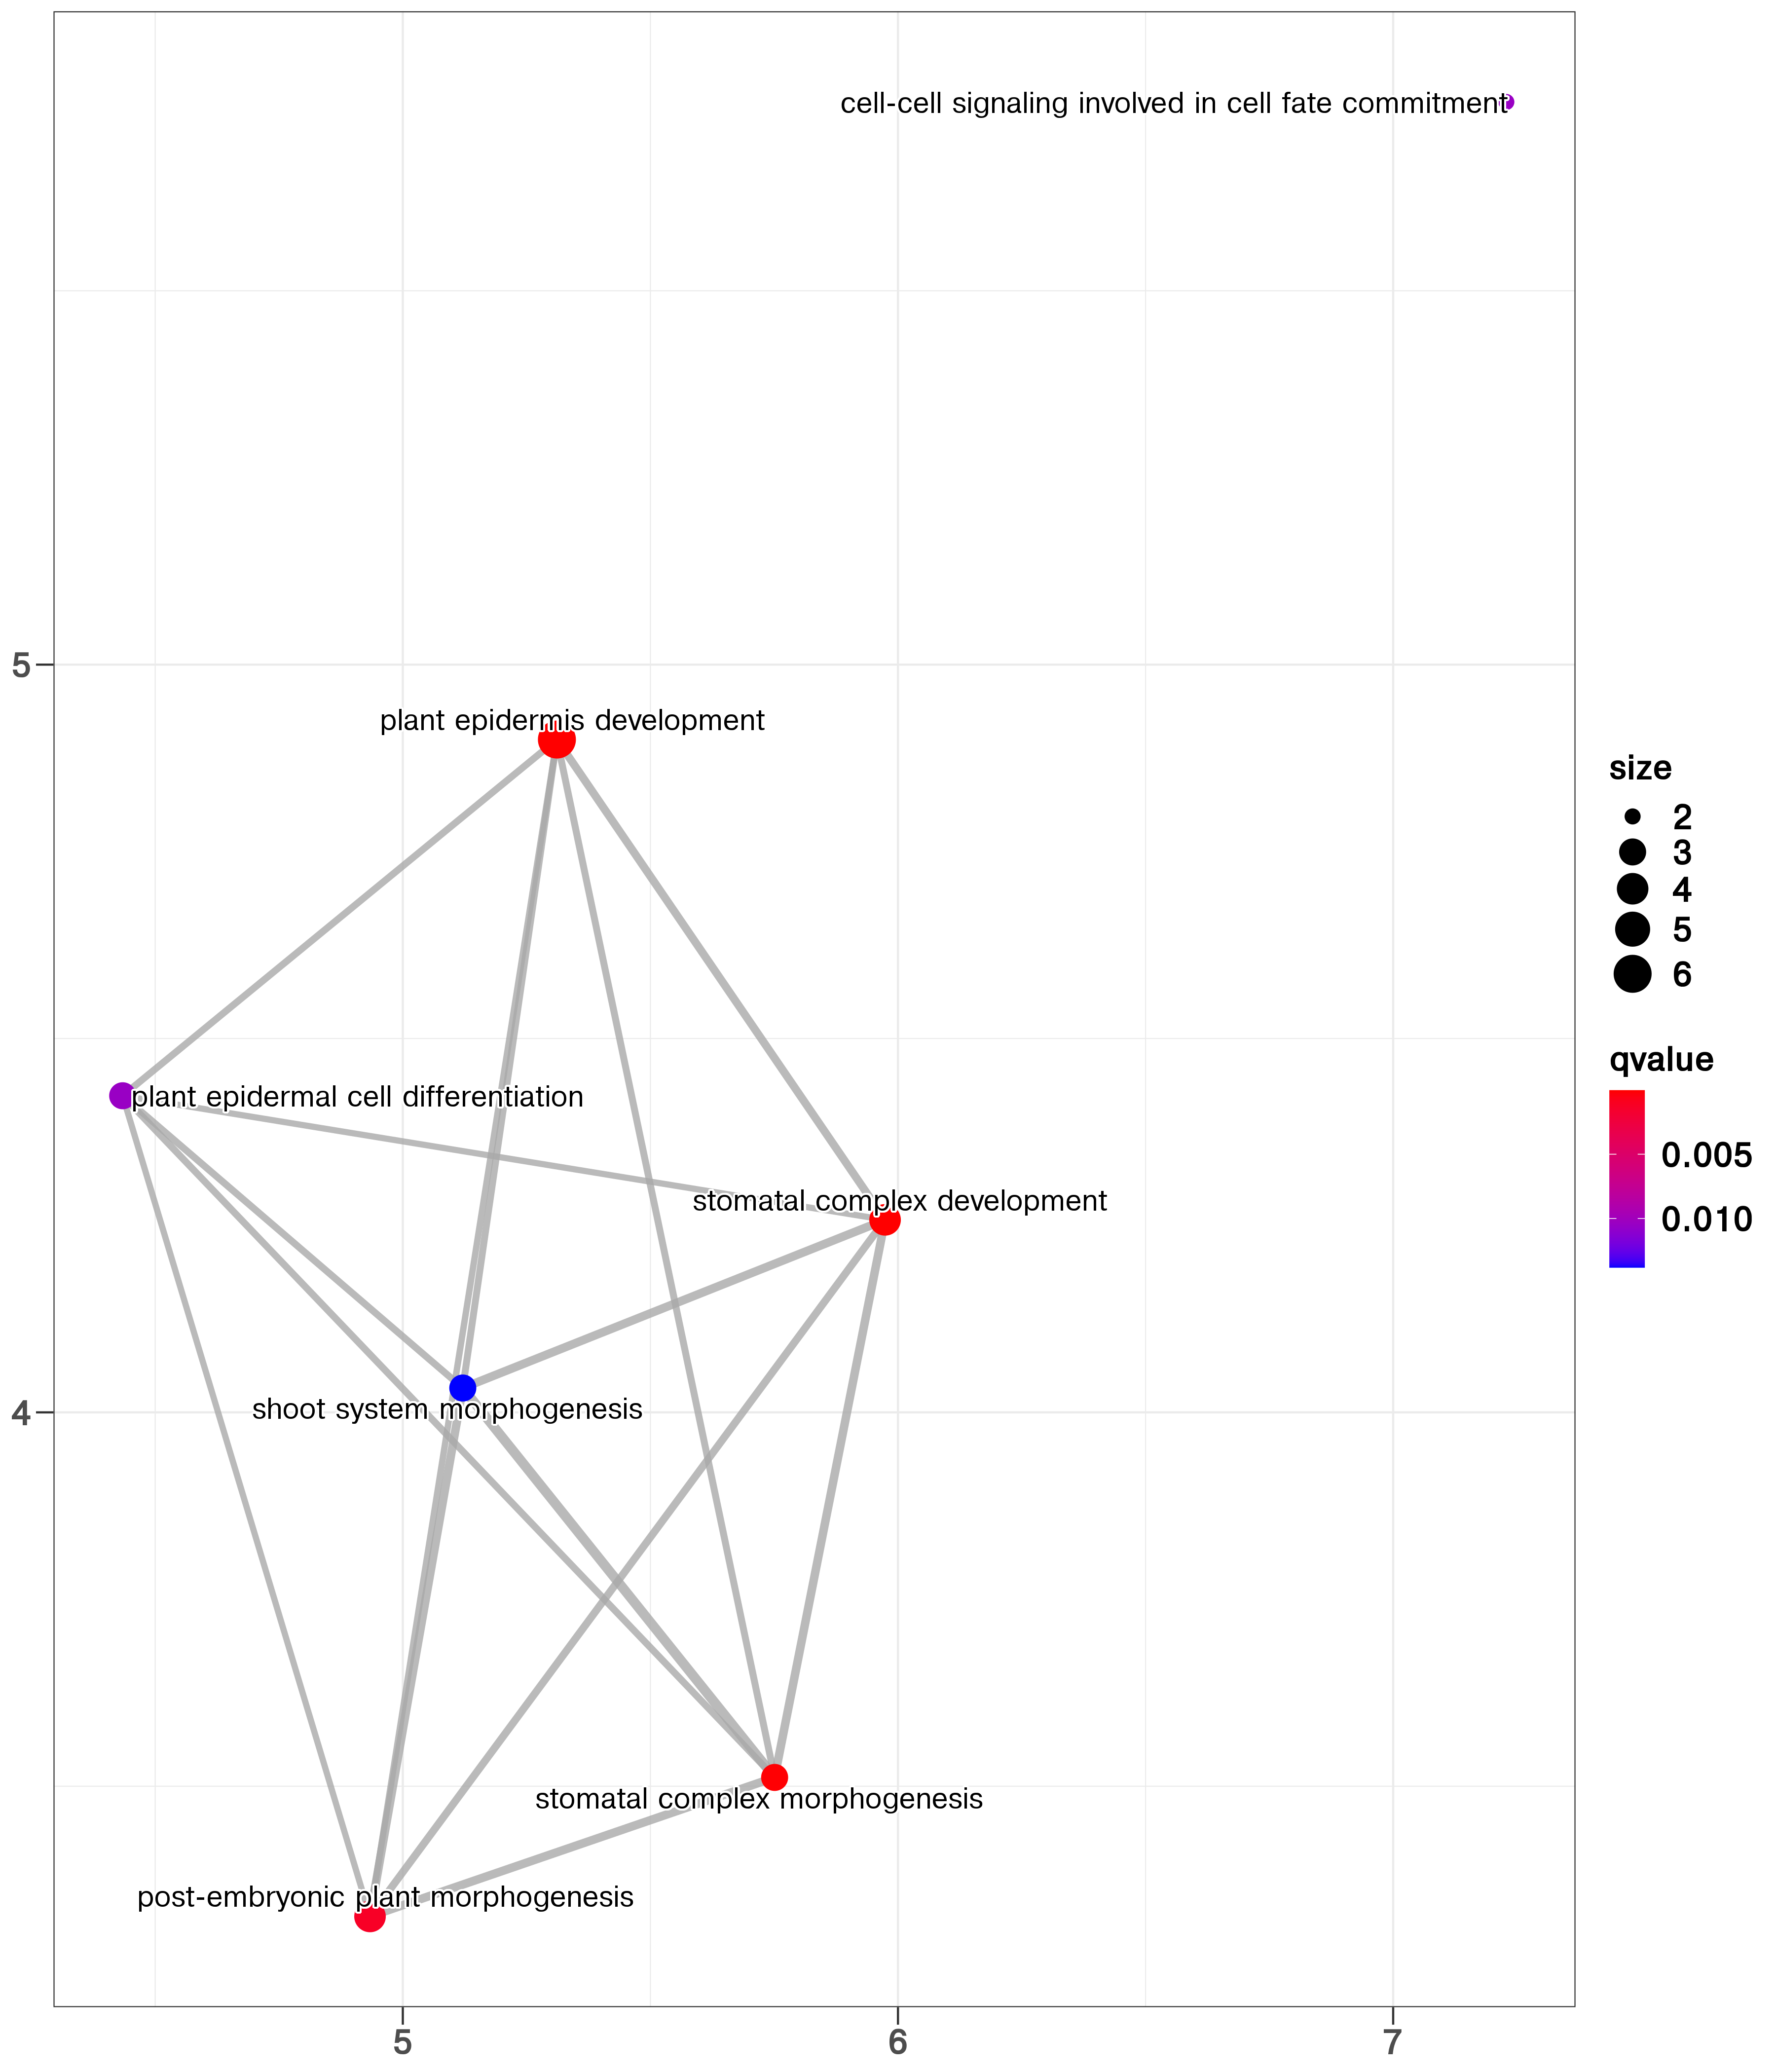 cell-cell signaling involved in cell fate commitment
5
plant epidermis development
size
2
3
4
5
6
qvalue
0.005
0.010
plant epidermal cell differentiation
stomatal complex development
shoot system morphogenesis
4
stomatal complex morphogenesis
post-embryonic plant morphogenesis
5
6
7